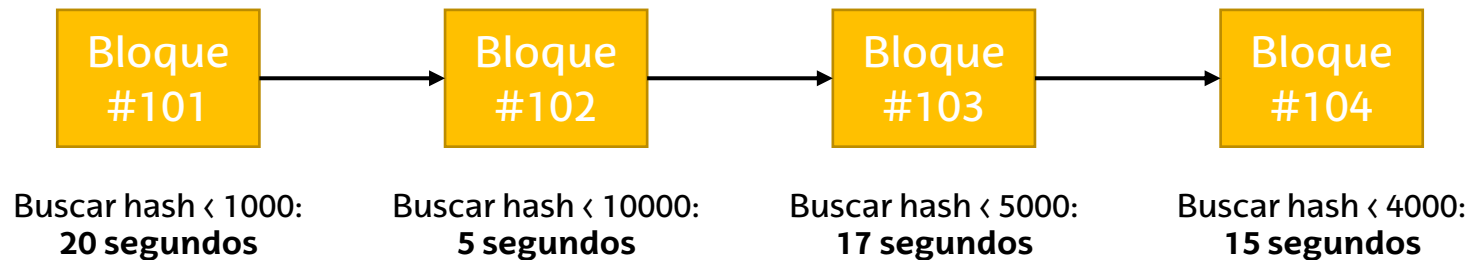 Bloque
#101
Bloque
#102
Bloque
#103
Bloque
#104
Buscar hash < 1000:
20 segundos
Buscar hash < 10000:
5 segundos
Buscar hash < 5000:
17 segundos
Buscar hash < 4000:
15 segundos